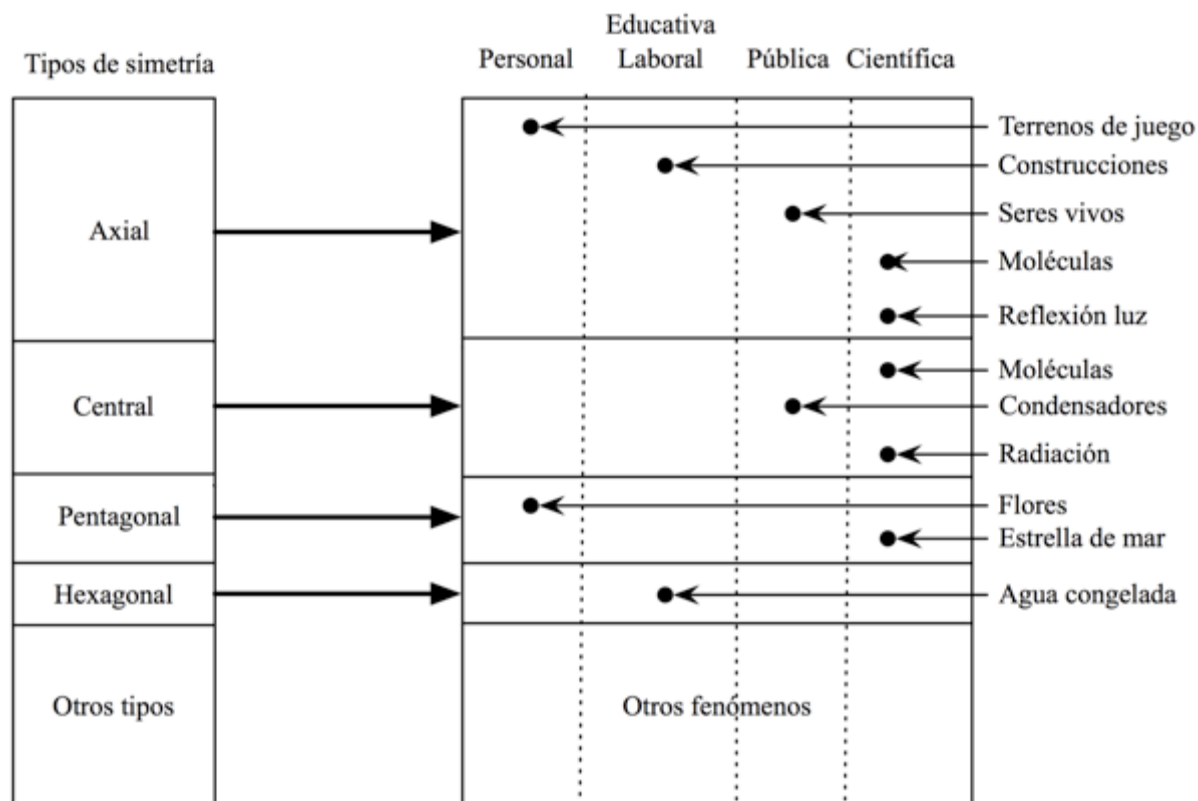 Tipos de simetría
Educativa
Personal Laboral Pública Científica
Axial
Terrenos de juego
Construcciones
Seres vivos
Moléculas
Reflexión luz
Central
Moléculas
Condensadores
Radiación
Pentagonal
Flores
Estrella de mar
Hexagonal
Agua congelada
Otros tipos
Otros fenómenos